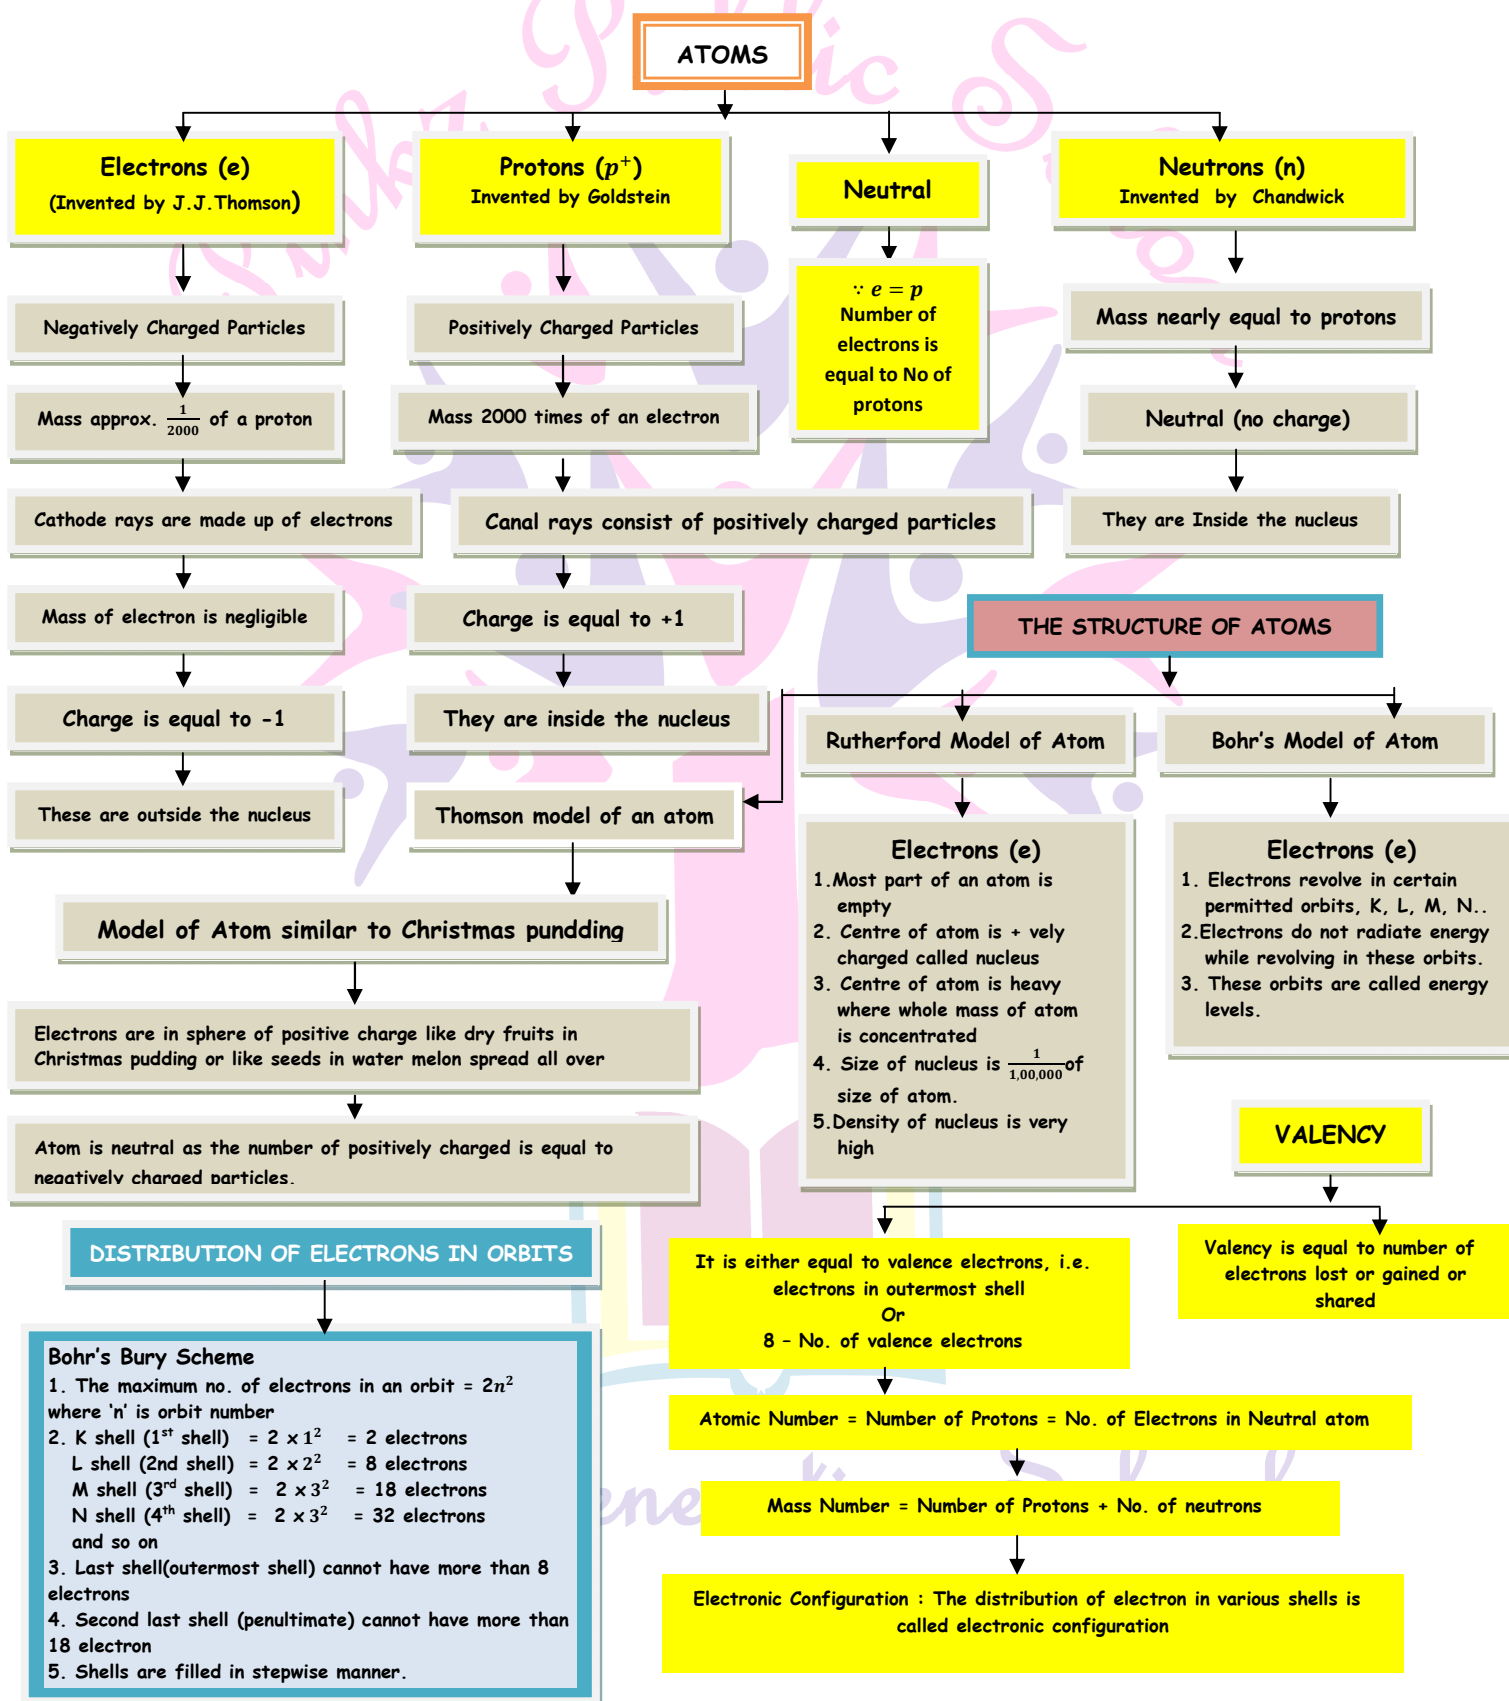 ATOMS
Electrons (e)
(Invented by J.J.Thomson)
Negatively Charged Particles
Mass approx. 1/2000 of a proton
Cathode rays are made up of electrons
Mass of electron is negligible
Charge is equal to -1
These are outside the nucleus
Protons (p⁺)
Invented by Goldstein
Positively Charged Particles
Mass 2000 times of an electron
Canal rays consist of positively charged particles
Charge is equal to +1
They are inside the nucleus
Neutral
∵ e = p
Number of
electrons is
equal to No of
protons
Neutrons (n)
Invented by Chandwick
Mass nearly equal to protons
Neutral (no charge)
They are Inside the nucleus
THE STRUCTURE OF ATOMS
Thomson model of an atom
Model of Atom similar to Christmas pundding
Electrons are in sphere of positive charge like dry fruits in
Christmas pudding or like seeds in water melon spread all over
Atom is neutral as the number of positively charged is equal to
negatively charged particles.
Rutherford Model of Atom
Electrons (e)
1.Most part of an atom is
empty
2. Centre of atom is + vely
charged called nucleus
3. Centre of atom is heavy
where whole mass of atom
is concentrated
4. Size of nucleus is 1/1,00,000 of
size of atom.
5.Density of nucleus is very
high
Bohr's Model of Atom
Electrons (e)
1. Electrons revolve in certain
permitted orbits, K, L, M, N..
2.Electrons do not radiate energy
while revolving in these orbits.
3. These orbits are called energy
levels.
DISTRIBUTION OF ELECTRONS IN ORBITS
Bohr's Bury Scheme
1. The maximum no. of electrons in an orbit = 2n²
where 'n' is orbit number
2. K shell (1st shell) = 2 x 1² = 2 electrons
L shell (2nd shell) = 2 x 2² = 8 electrons
M shell (3rd shell) = 2 x 3² = 18 electrons
N shell (4th shell) = 2 x 3² = 32 electrons
and so on
3. Last shell(outermost shell) cannot have more than 8
electrons
4. Second last shell (penultimate) cannot have more than
18 electron
5. Shells are filled in stepwise manner.
VALENCY
It is either equal to valence electrons, i.e.
electrons in outermost shell
Or
8 – No. of valence electrons
Valency is equal to number of
electrons lost or gained or
shared
Atomic Number = Number of Protons = No. of Electrons in Neutral atom
Mass Number = Number of Protons + No. of neutrons
Electronic Configuration : The distribution of electron in various shells is
called electronic configuration